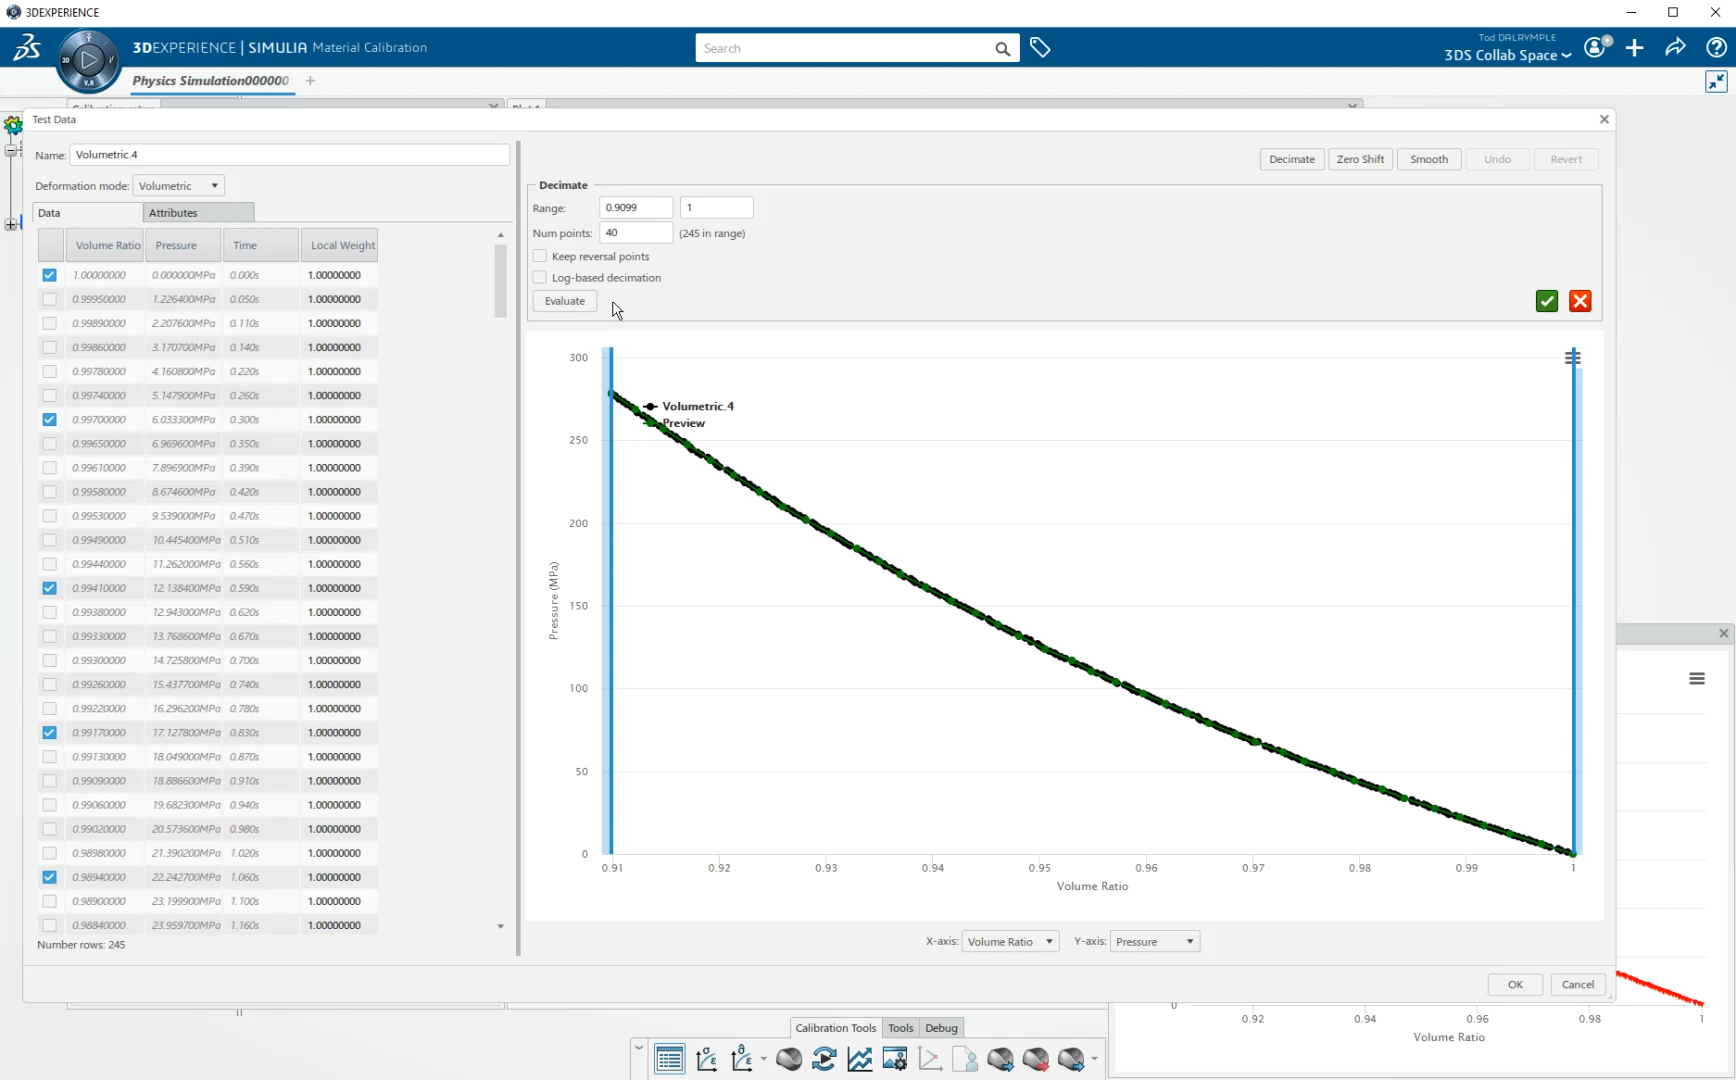 3DEXPERIENCE
3DEXPERIENCE | SIMULIA Material Calibration
Search
Tod DALRYMPLE
3DS Collab Space
Physics Simulation000000
Test Data
Name: Volumetric.4
Deformation mode: Volumetric
Data Attributes
Volume Ratio Pressure Time Local Weight
1.00000000 0.000000MPa 0.000s 1.00000000
0.99950000 1.226400MPa 0.050s 1.00000000
0.99890000 2.207600MPa 0.110s 1.00000000
0.99860000 3.170700MPa 0.140s 1.00000000
0.99780000 4.160800MPa 0.220s 1.00000000
0.99740000 5.147900MPa 0.260s 1.00000000
0.99700000 6.033300MPa 0.300s 1.00000000
0.99650000 6.969600MPa 0.350s 1.00000000
0.99610000 7.896900MPa 0.390s 1.00000000
0.99580000 8.674600MPa 0.420s 1.00000000
0.99530000 9.539000MPa 0.470s 1.00000000
0.99490000 10.445400MPa 0.510s 1.00000000
0.99440000 11.262000MPa 0.560s 1.00000000
0.99410000 12.138400MPa 0.590s 1.00000000
0.99380000 12.943000MPa 0.620s 1.00000000
0.99330000 13.768600MPa 0.670s 1.00000000
0.99300000 14.725800MPa 0.700s 1.00000000
0.99260000 15.437700MPa 0.740s 1.00000000
0.99220000 16.296200MPa 0.780s 1.00000000
0.99170000 17.127800MPa 0.830s 1.00000000
0.99130000 18.049000MPa 0.870s 1.00000000
0.99090000 18.886600MPa 0.910s 1.00000000
0.99060000 19.682300MPa 0.940s 1.00000000
0.99020000 20.573600MPa 0.980s 1.00000000
0.98980000 21.390200MPa 1.020s 1.00000000
0.98940000 22.242700MPa 1.060s 1.00000000
0.98900000 23.199900MPa 1.100s 1.00000000
0.98840000 23.959700MPa 1.160s 1.00000000
Number rows: 245
Decimate Zero Shift Smooth Undo Revert
Decimate
Range: 0.9099 1
Num points: 40 (245 in range)
Keep reversal points
Log-based decimation
Evaluate
300
250
200
150
100
50
0
Pressure (MPa)
Volumetric.4
Preview
0.91 0.92 0.93 0.94 0.95 0.96 0.97 0.98 0.99 1
Volume Ratio
X-axis: Volume Ratio Y-axis: Pressure
OK Cancel
0
0.92 0.94 0.96 0.98 1
Volume Ratio
Calibration Tools Tools Debug